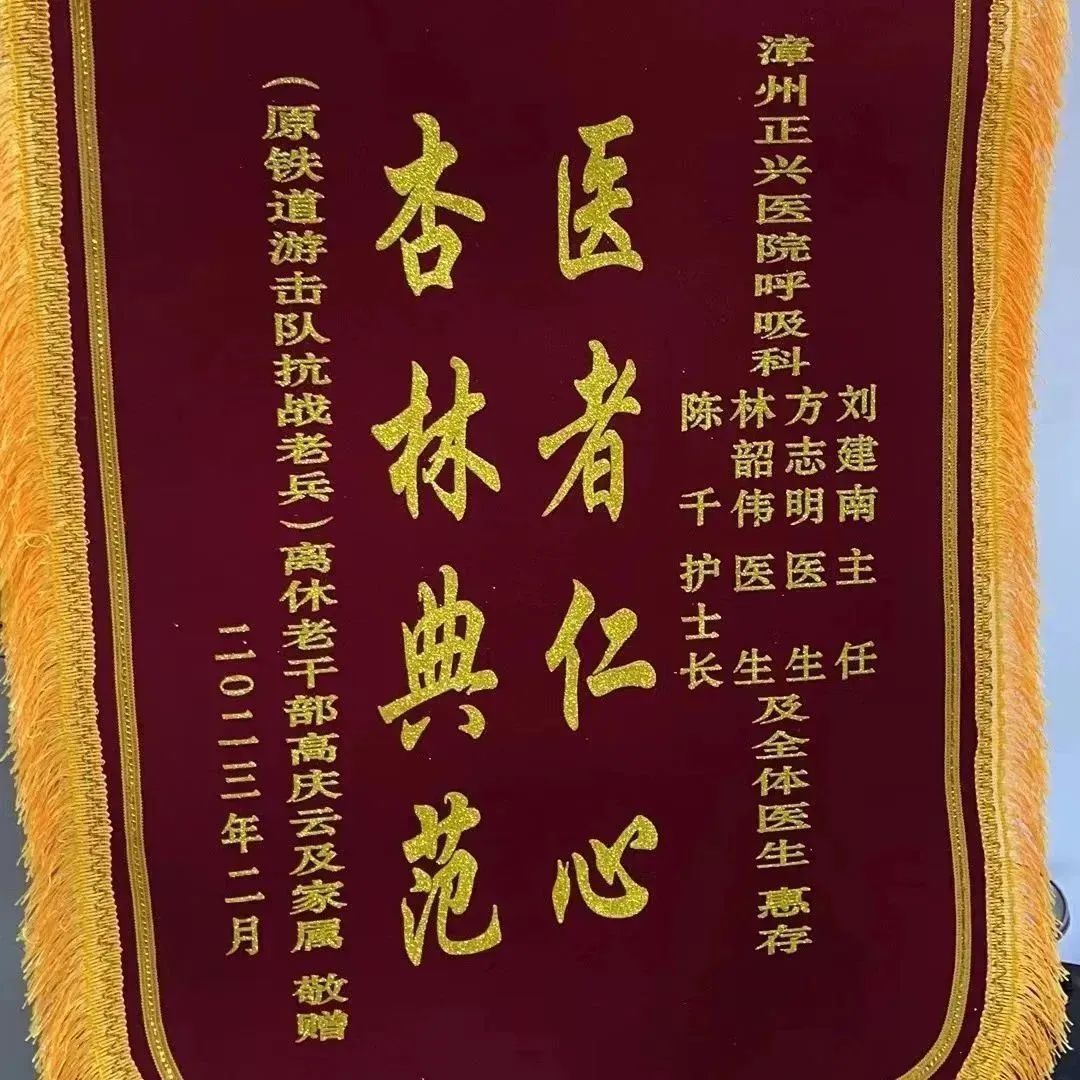 漳州正兴医院呼吸科
刘建南主任
方志明医生
林韶伟医生
陈千护士长
及全体医生 惠存
医者仁心
杏林典范
(原铁道游击队抗战老兵)离休老干部高庆云及家属 敬赠
二〇二三年二月